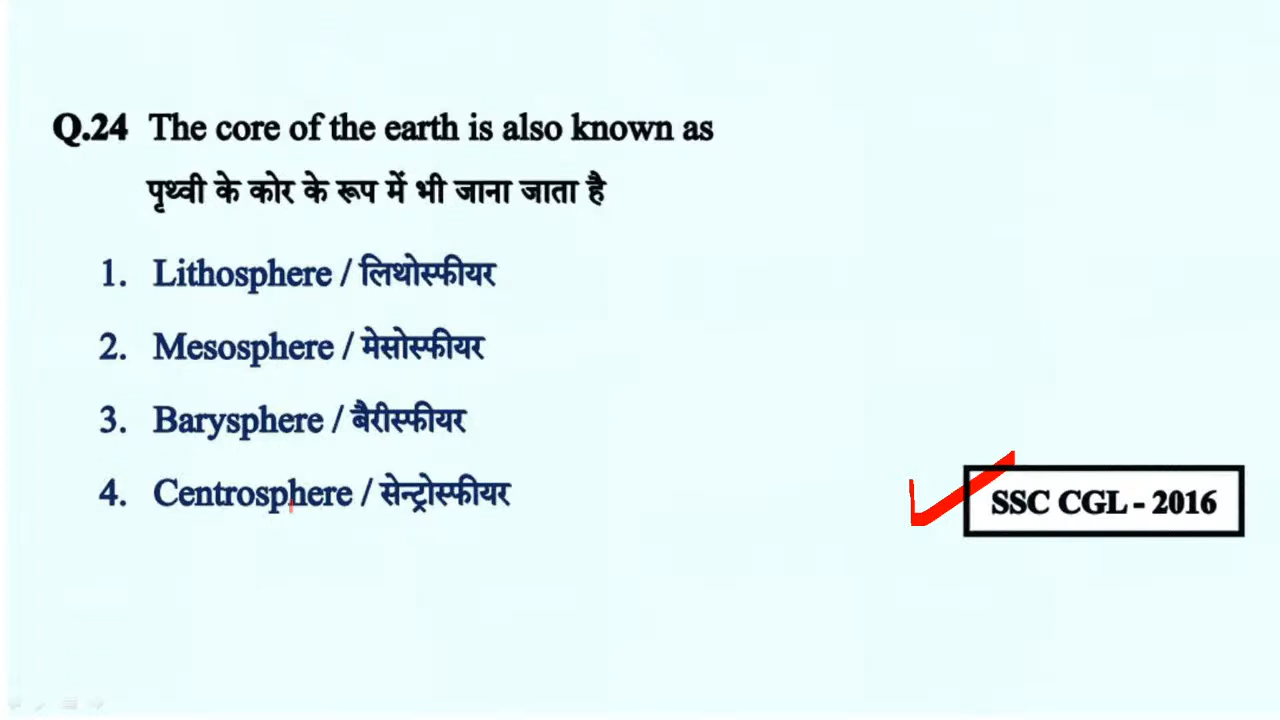 Q.24 The core of the earth is also known as
पृथ्वी के कोर के रूप में भी जाना जाता है
1. Lithosphere / लिथोस्फीयर
2. Mesosphere / मेसोस्फीयर
3. Barysphere / बैरीस्फीयर
4. Centrosphere / सेन्ट्रोस्फीयर
SSC CGL - 2016